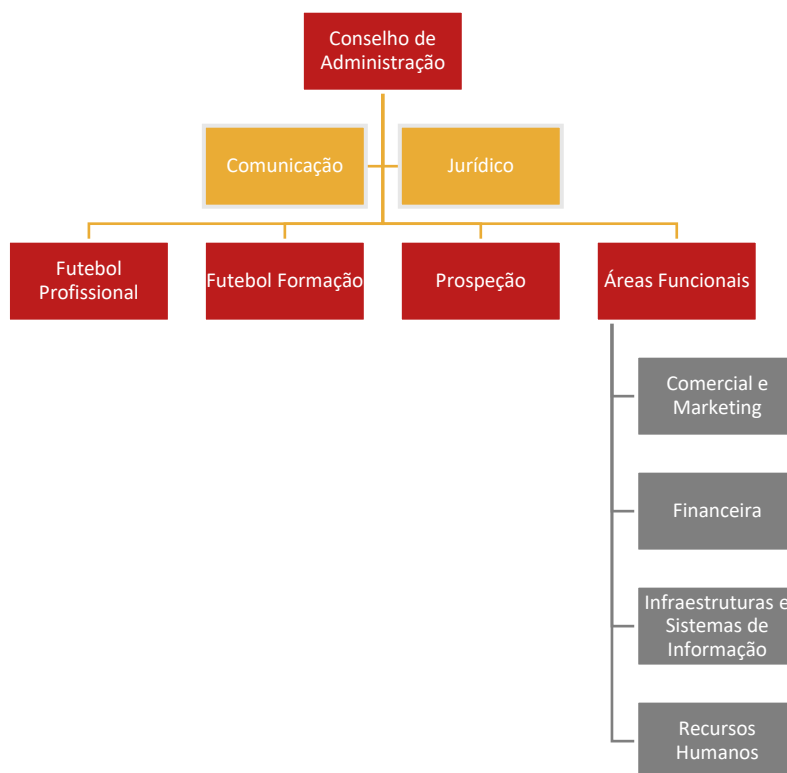 Conselho de
Administração
Comunicação
Jurídico
Futebol
Profissional
Futebol Formação
Prospeção
Áreas Funcionais
Comercial e
Marketing
Financeira
Infraestruturas e
Sistemas de
Informação
Recursos
Humanos